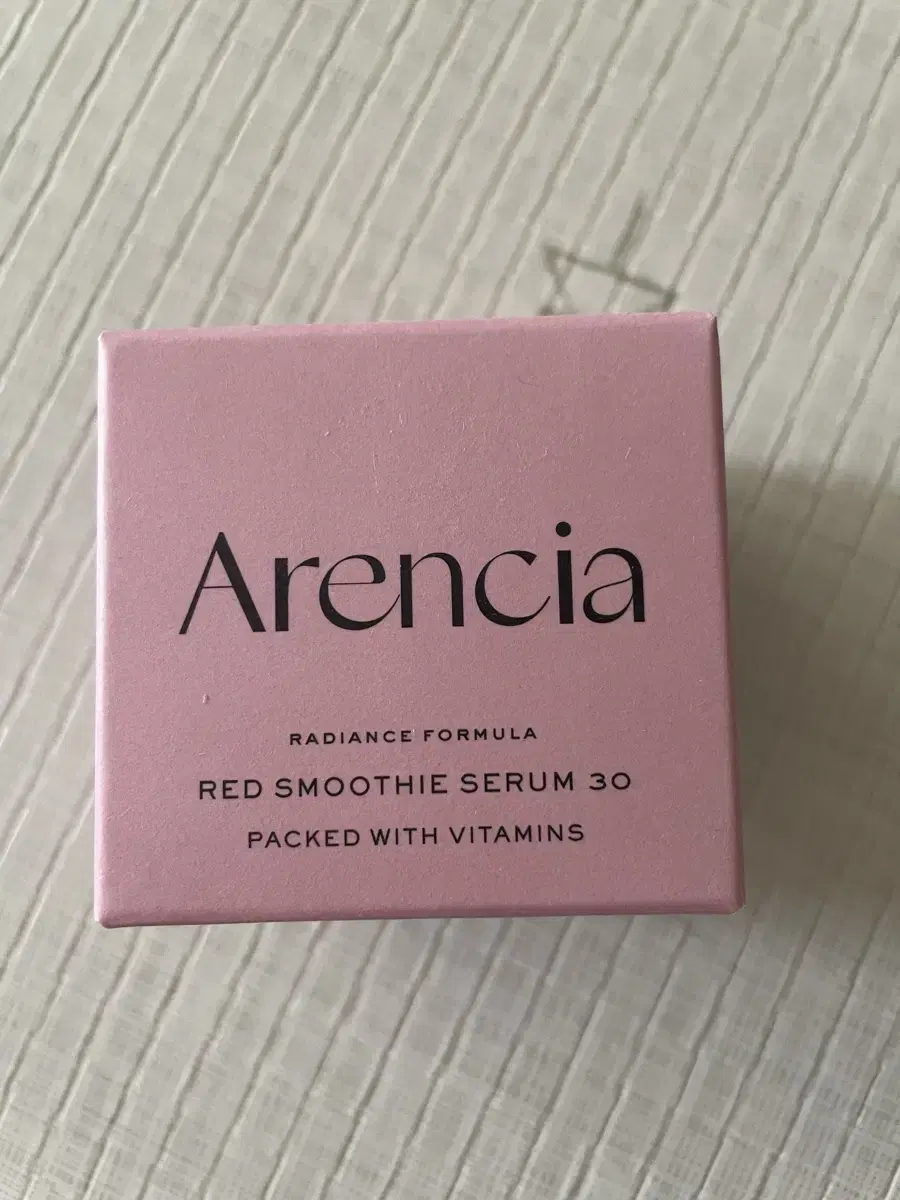 Arencia
RADIANCE FORMULA
RED SMOOTHIE SERUM 30
PACKED WITH VITAMINS